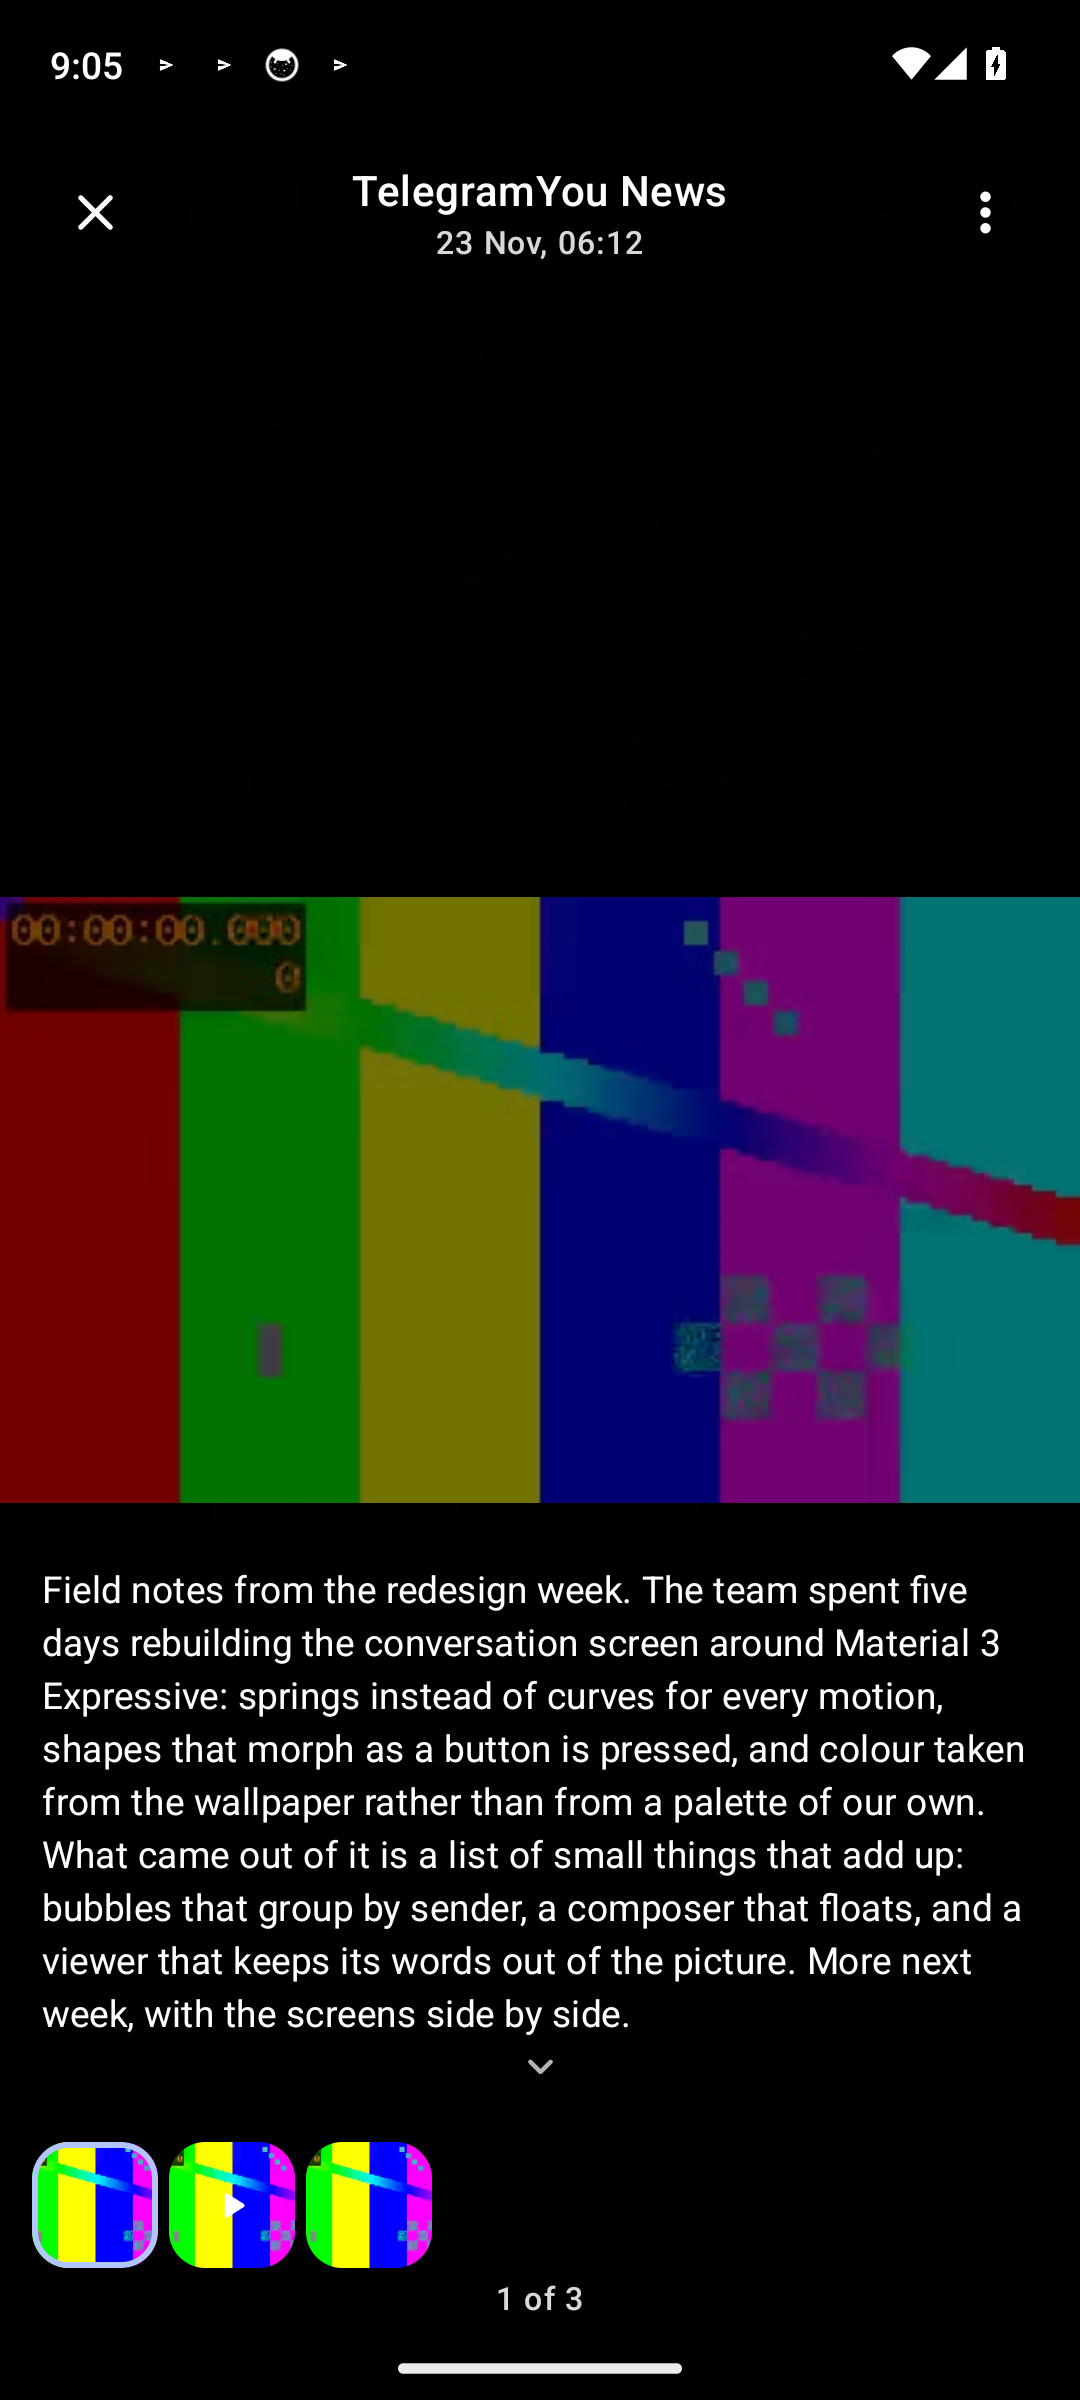 9:05
TelegramYou News
23 Nov, 06:12
00:00:00.000
0
Field notes from the redesign week. The team spent five
days rebuilding the conversation screen around Material 3
Expressive: springs instead of curves for every motion,
shapes that morph as a button is pressed, and colour taken
from the wallpaper rather than from a palette of our own.
What came out of it is a list of small things that add up:
bubbles that group by sender, a composer that floats, and a
viewer that keeps its words out of the picture. More next
week, with the screens side by side.
1 of 3